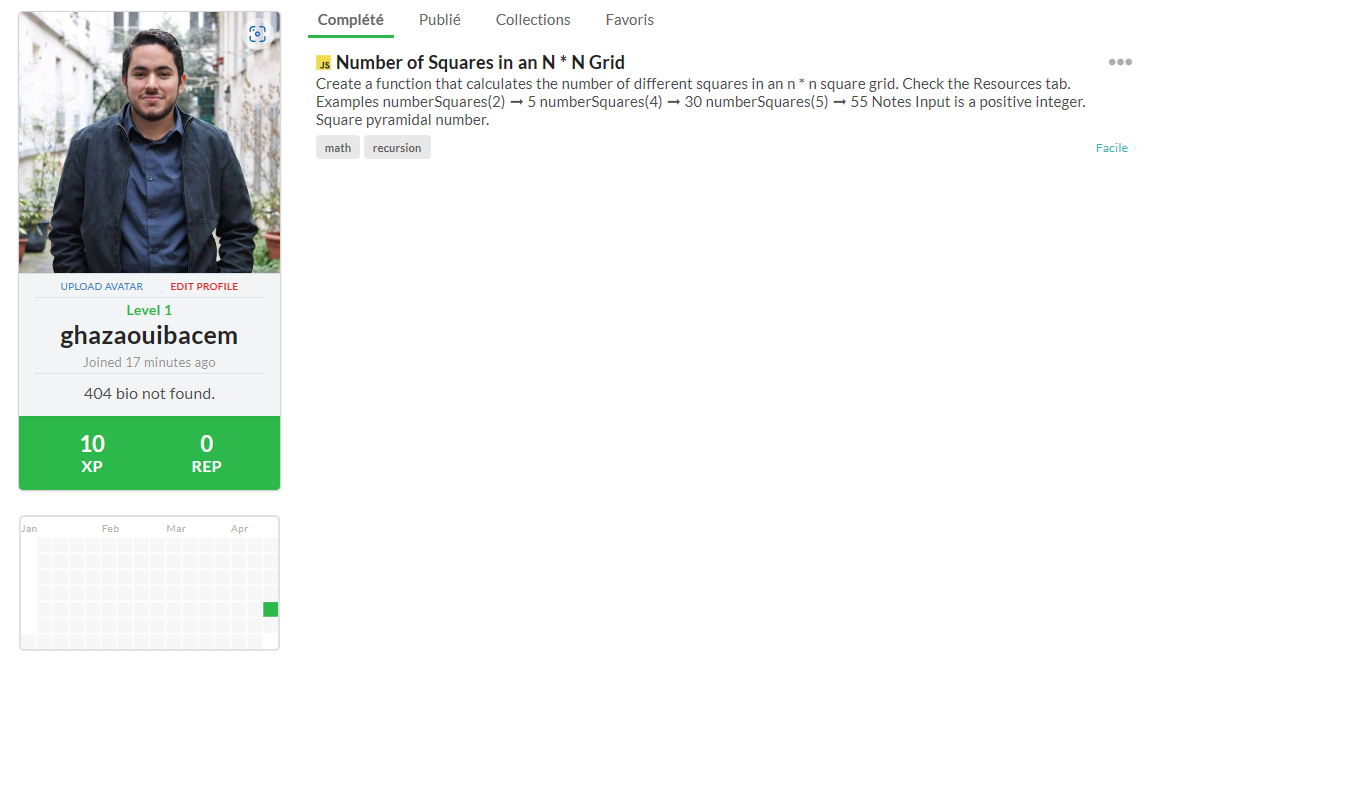 Complété Publié Collections Favoris
JS Number of Squares in an N * N Grid
Create a function that calculates the number of different squares in an n * n square grid. Check the Resources tab.
Examples numberSquares(2) ➞ 5 numberSquares(4) ➞ 30 numberSquares(5) ➞ 55 Notes Input is a positive integer.
Square pyramidal number.
math recursion Facile
UPLOAD AVATAR EDIT PROFILE
Level 1
ghazaouibacem
Joined 17 minutes ago
404 bio not found.
10 0
XP REP
Jan Feb Mar Apr